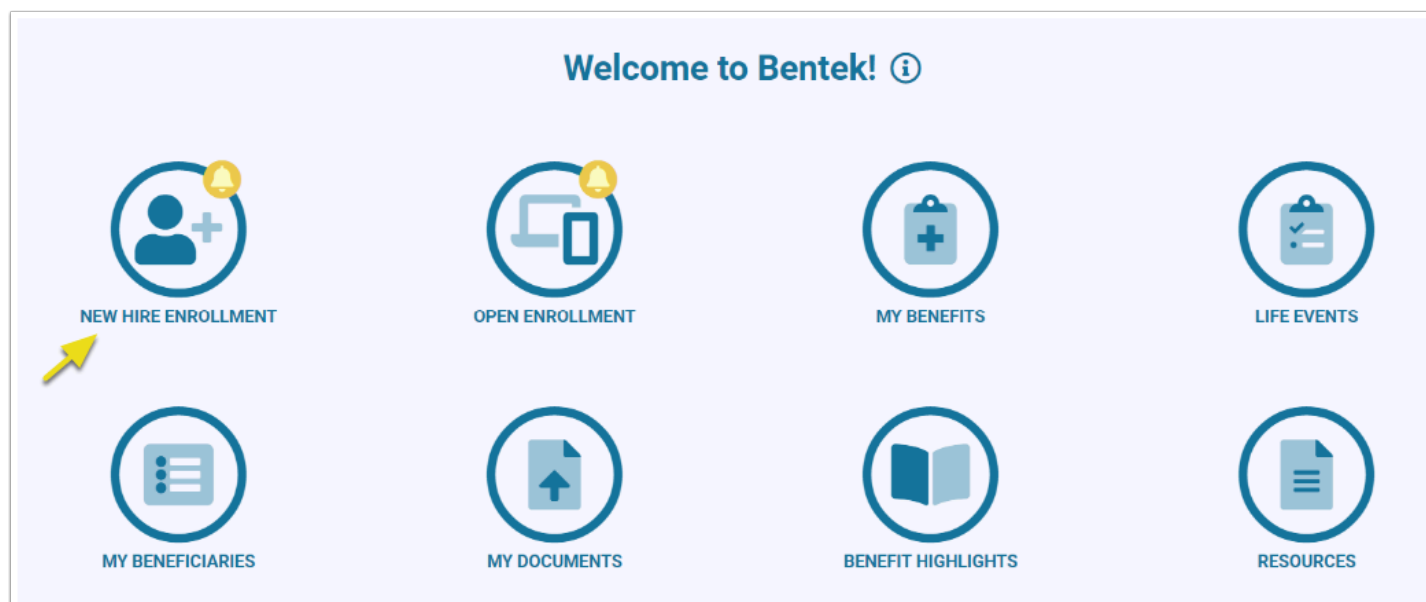 Welcome to Bentek!
NEW HIRE ENROLLMENT
OPEN ENROLLMENT
MY BENEFITS
LIFE EVENTS
MY BENEFICIARIES
MY DOCUMENTS
BENEFIT HIGHLIGHTS
RESOURCES